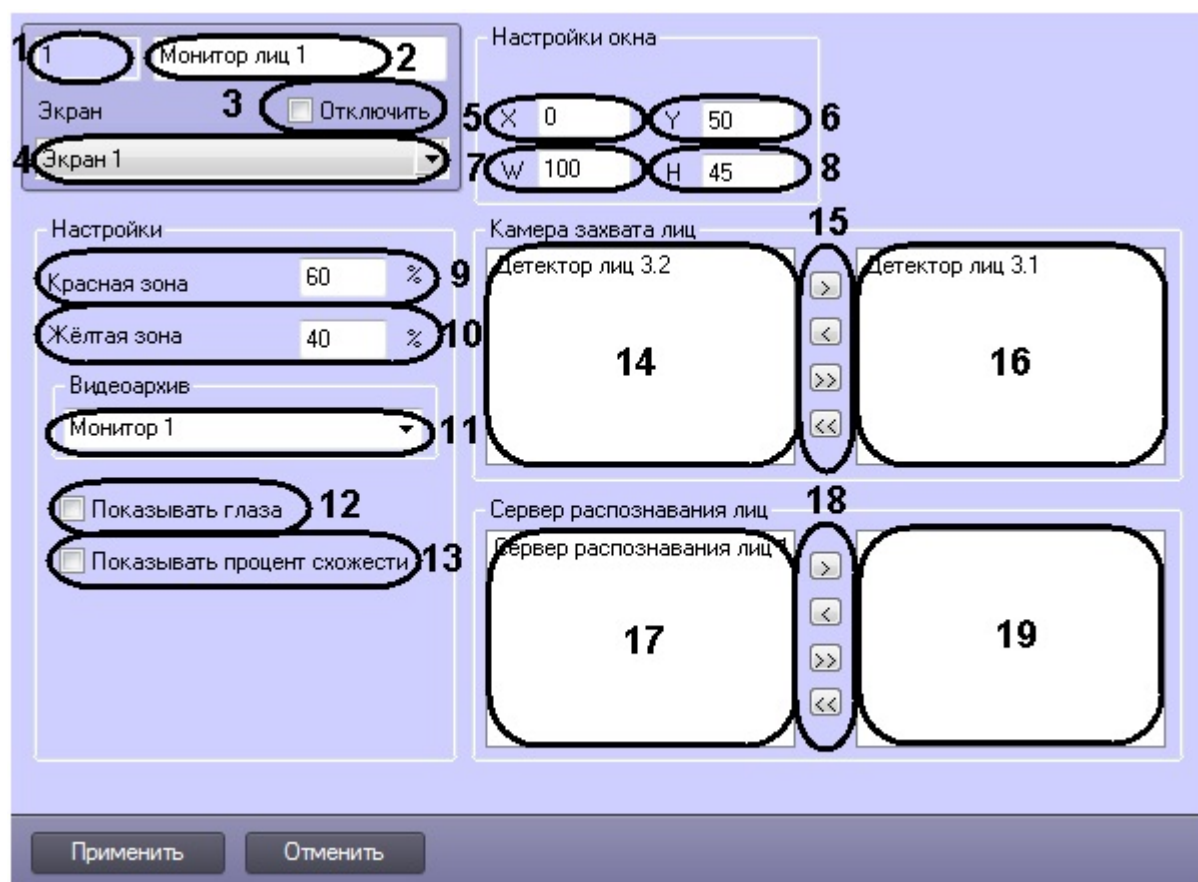 1 1 Монитор лиц 1 2
Экран 3 Отключить
4 Экран 1
Настройки окна
5 X 0 Y 50 6
7 W 100 H 45 8
Настройки
Красная зона 60 % 9
Жёлтая зона 40 % 10
Видеоархив
Монитор 1 11
Показывать глаза 12
Показывать процент схожести 13
Камера захвата лиц 15
Детектор лиц 3.2 > Детектор лиц 3.1
<
14 16
>>
<<
Сервер распознавания лиц 18
Сервер распознавания лиц 1 >
<
17 19
>>
<<
Применить Отменить